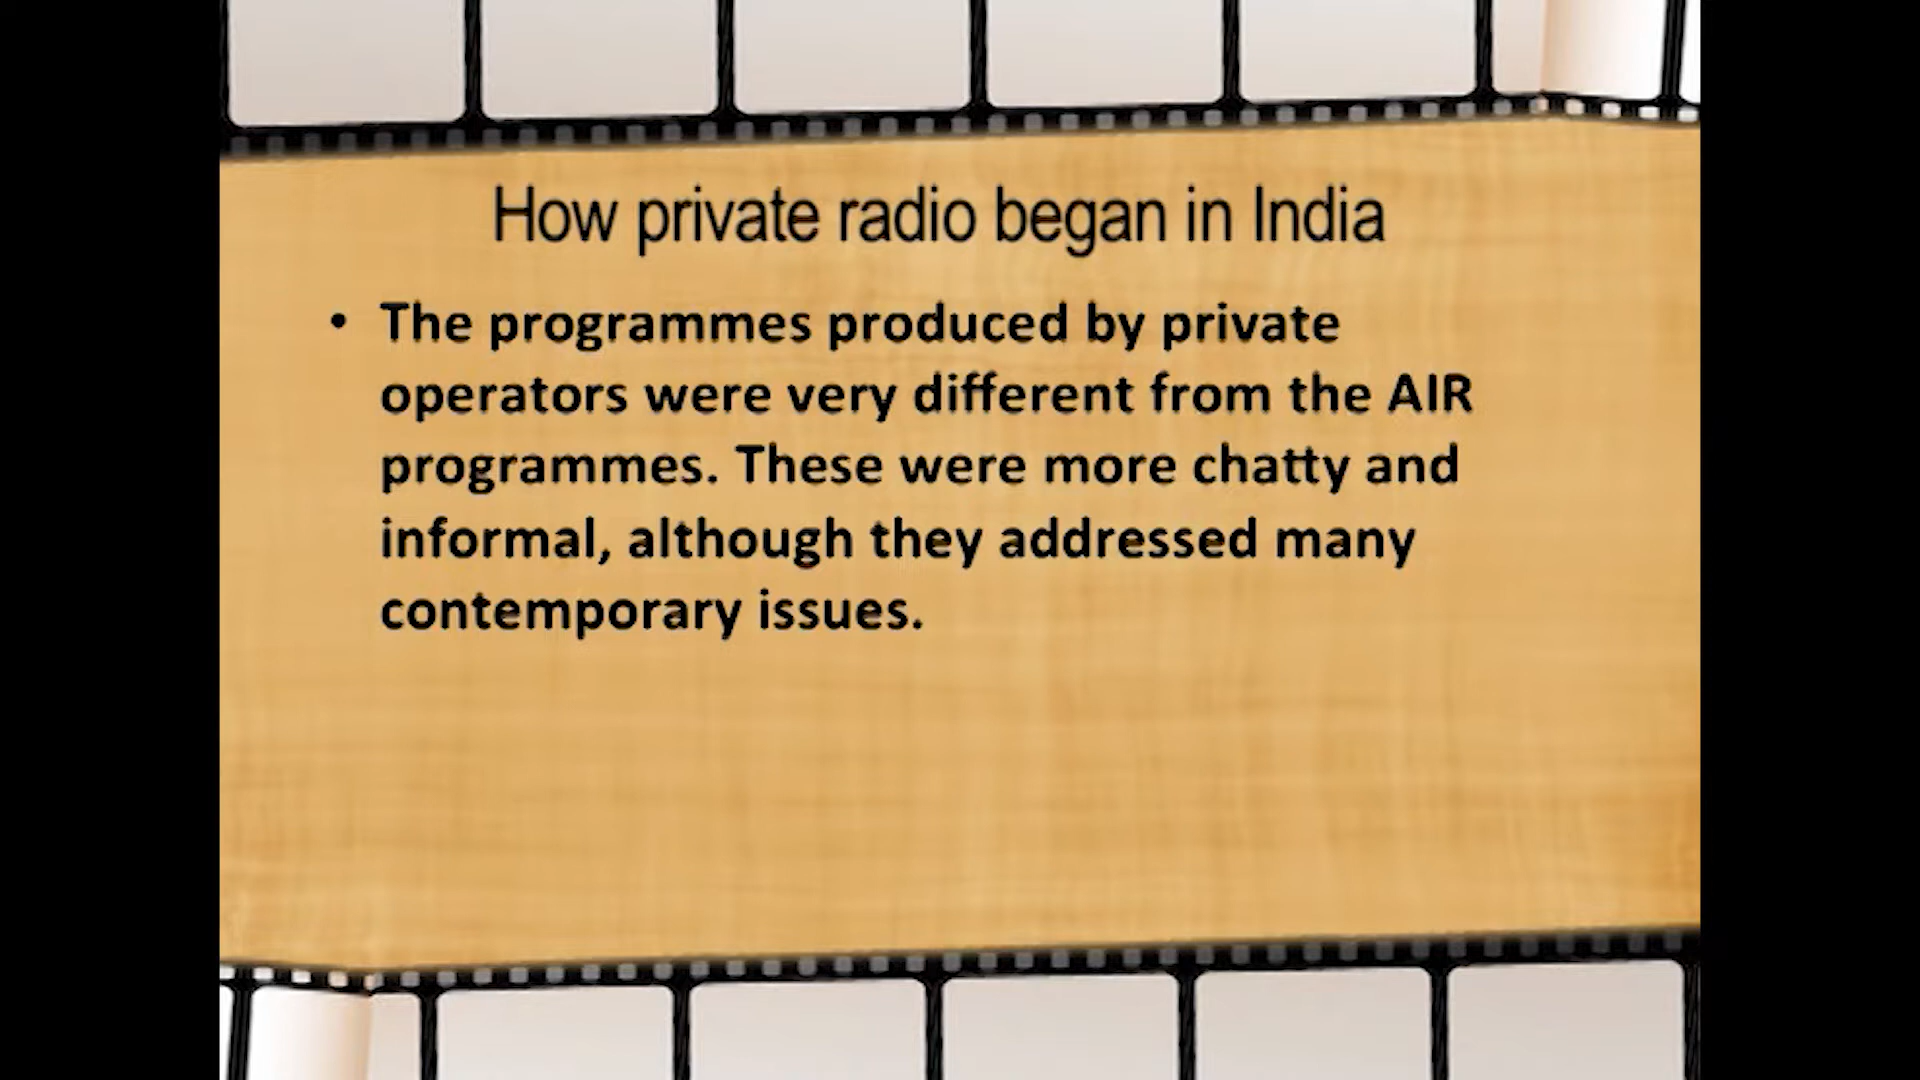 How private radio began in India
• The programmes produced by private
operators were very different from the AIR
programmes. These were more chatty and
informal, although they addressed many
contemporary issues.